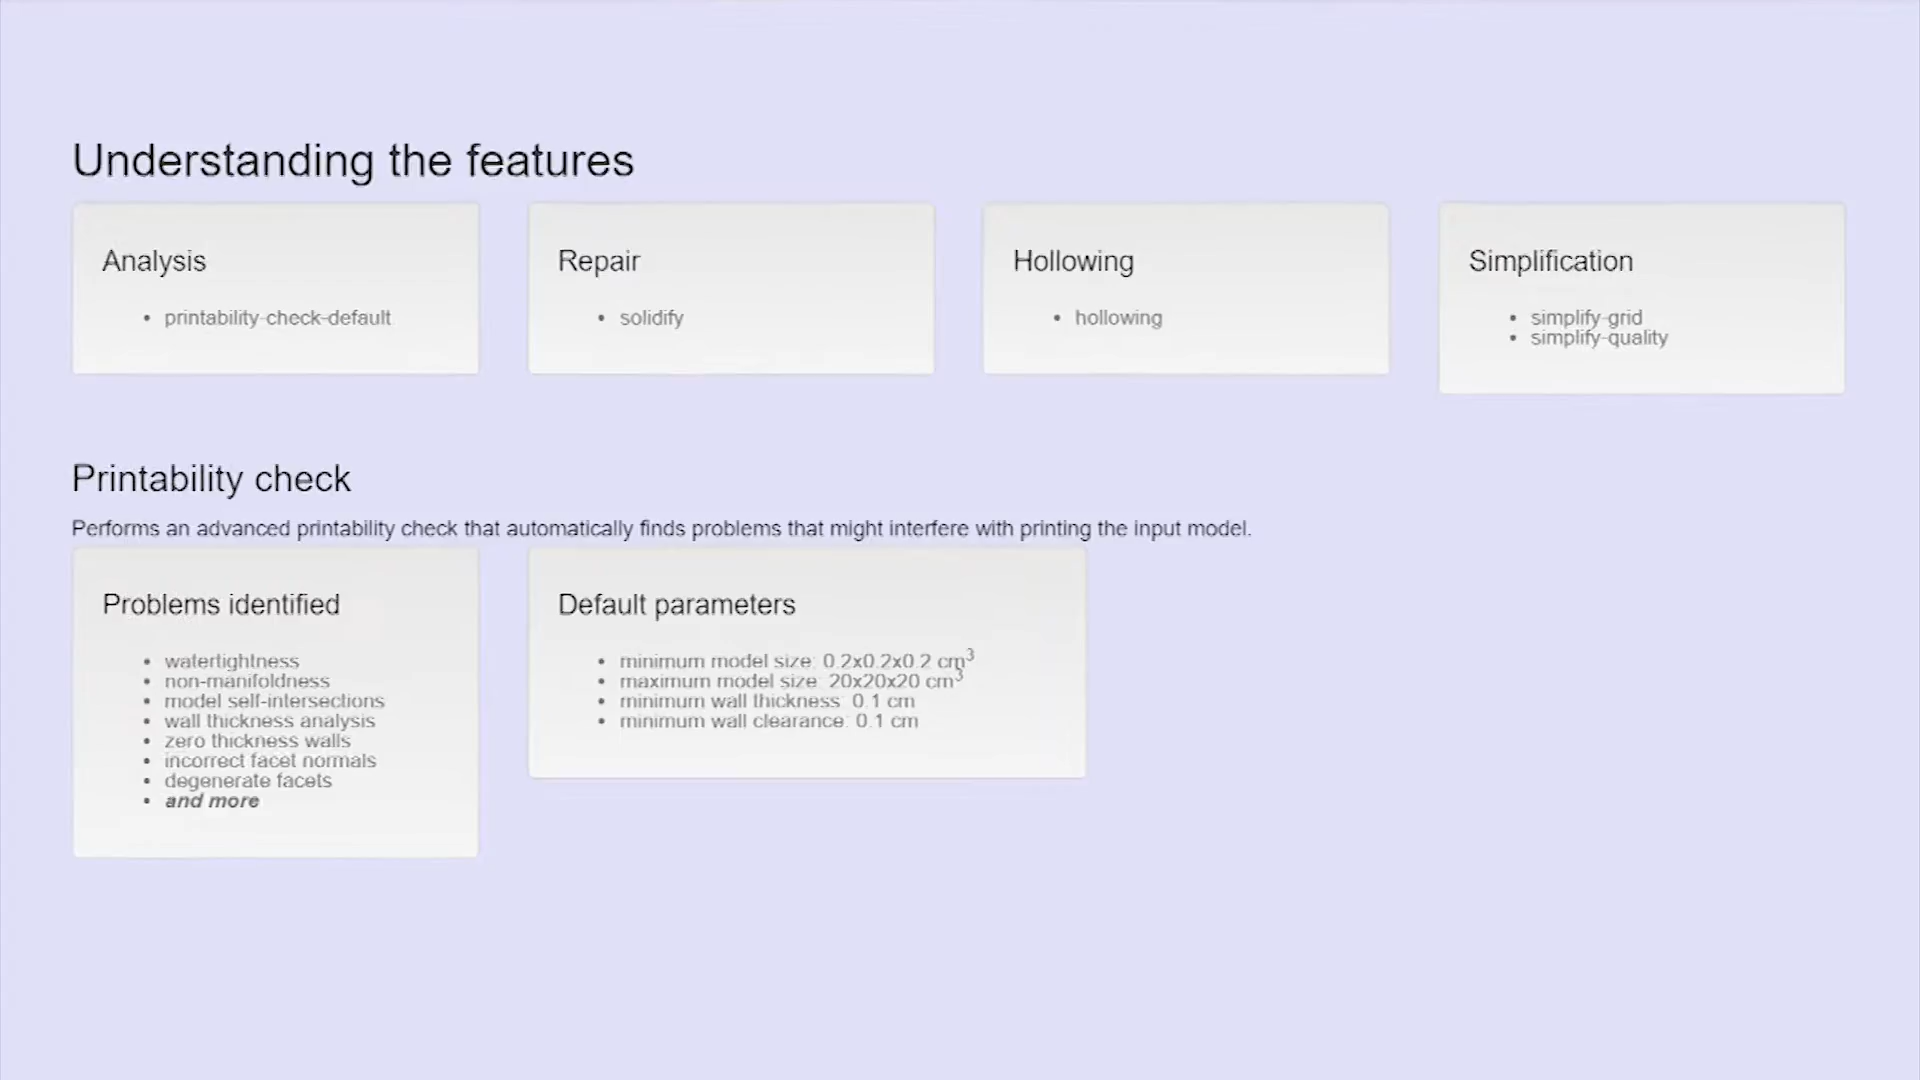 Understanding the features
Analysis
• printability-check-default
Repair
• solidify
Hollowing
• hollowing
Simplification
• simplify-grid
• simplify-quality
Printability check
Performs an advanced printability check that automatically finds problems that might interfere with printing the input model.
Problems identified
• watertightness
• non-manifoldness
• model self-intersections
• wall thickness analysis
• zero thickness walls
• incorrect facet normals
• degenerate facets
• and more
Default parameters
• minimum model size: 0.2x0.2x0.2 cm³
• maximum model size: 20x20x20 cm³
• minimum wall thickness: 0.1 cm
• minimum wall clearance: 0.1 cm